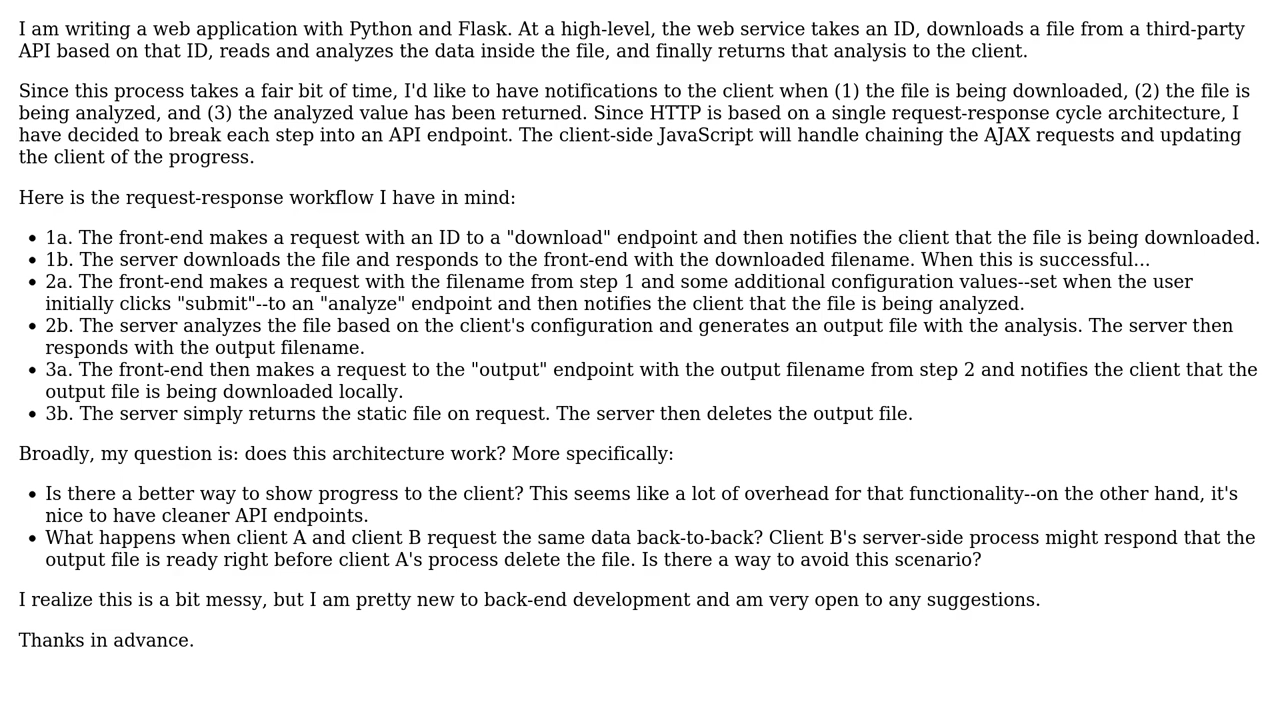 I am writing a web application with Python and Flask. At a high-level, the web service takes an ID, downloads a file from a third-party
API based on that ID, reads and analyzes the data inside the file, and finally returns that analysis to the client.
Since this process takes a fair bit of time, I'd like to have notifications to the client when (1) the file is being downloaded, (2) the file is
being analyzed, and (3) the analyzed value has been returned. Since HTTP is based on a single request-response cycle architecture, I
have decided to break each step into an API endpoint. The client-side JavaScript will handle chaining the AJAX requests and updating
the client of the progress.
Here is the request-response workflow I have in mind:
• 1a. The front-end makes a request with an ID to a "download" endpoint and then notifies the client that the file is being downloaded.
• 1b. The server downloads the file and responds to the front-end with the downloaded filename. When this is successful...
• 2a. The front-end makes a request with the filename from step 1 and some additional configuration values--set when the user
initially clicks "submit"--to an "analyze" endpoint and then notifies the client that the file is being analyzed.
• 2b. The server analyzes the file based on the client's configuration and generates an output file with the analysis. The server then
responds with the output filename.
• 3a. The front-end then makes a request to the "output" endpoint with the output filename from step 2 and notifies the client that the
output file is being downloaded locally.
• 3b. The server simply returns the static file on request. The server then deletes the output file.
Broadly, my question is: does this architecture work? More specifically:
• Is there a better way to show progress to the client? This seems like a lot of overhead for that functionality--on the other hand, it's
nice to have cleaner API endpoints.
• What happens when client A and client B request the same data back-to-back? Client B's server-side process might respond that the
output file is ready right before client A's process delete the file. Is there a way to avoid this scenario?
I realize this is a bit messy, but I am pretty new to back-end development and am very open to any suggestions.
Thanks in advance.